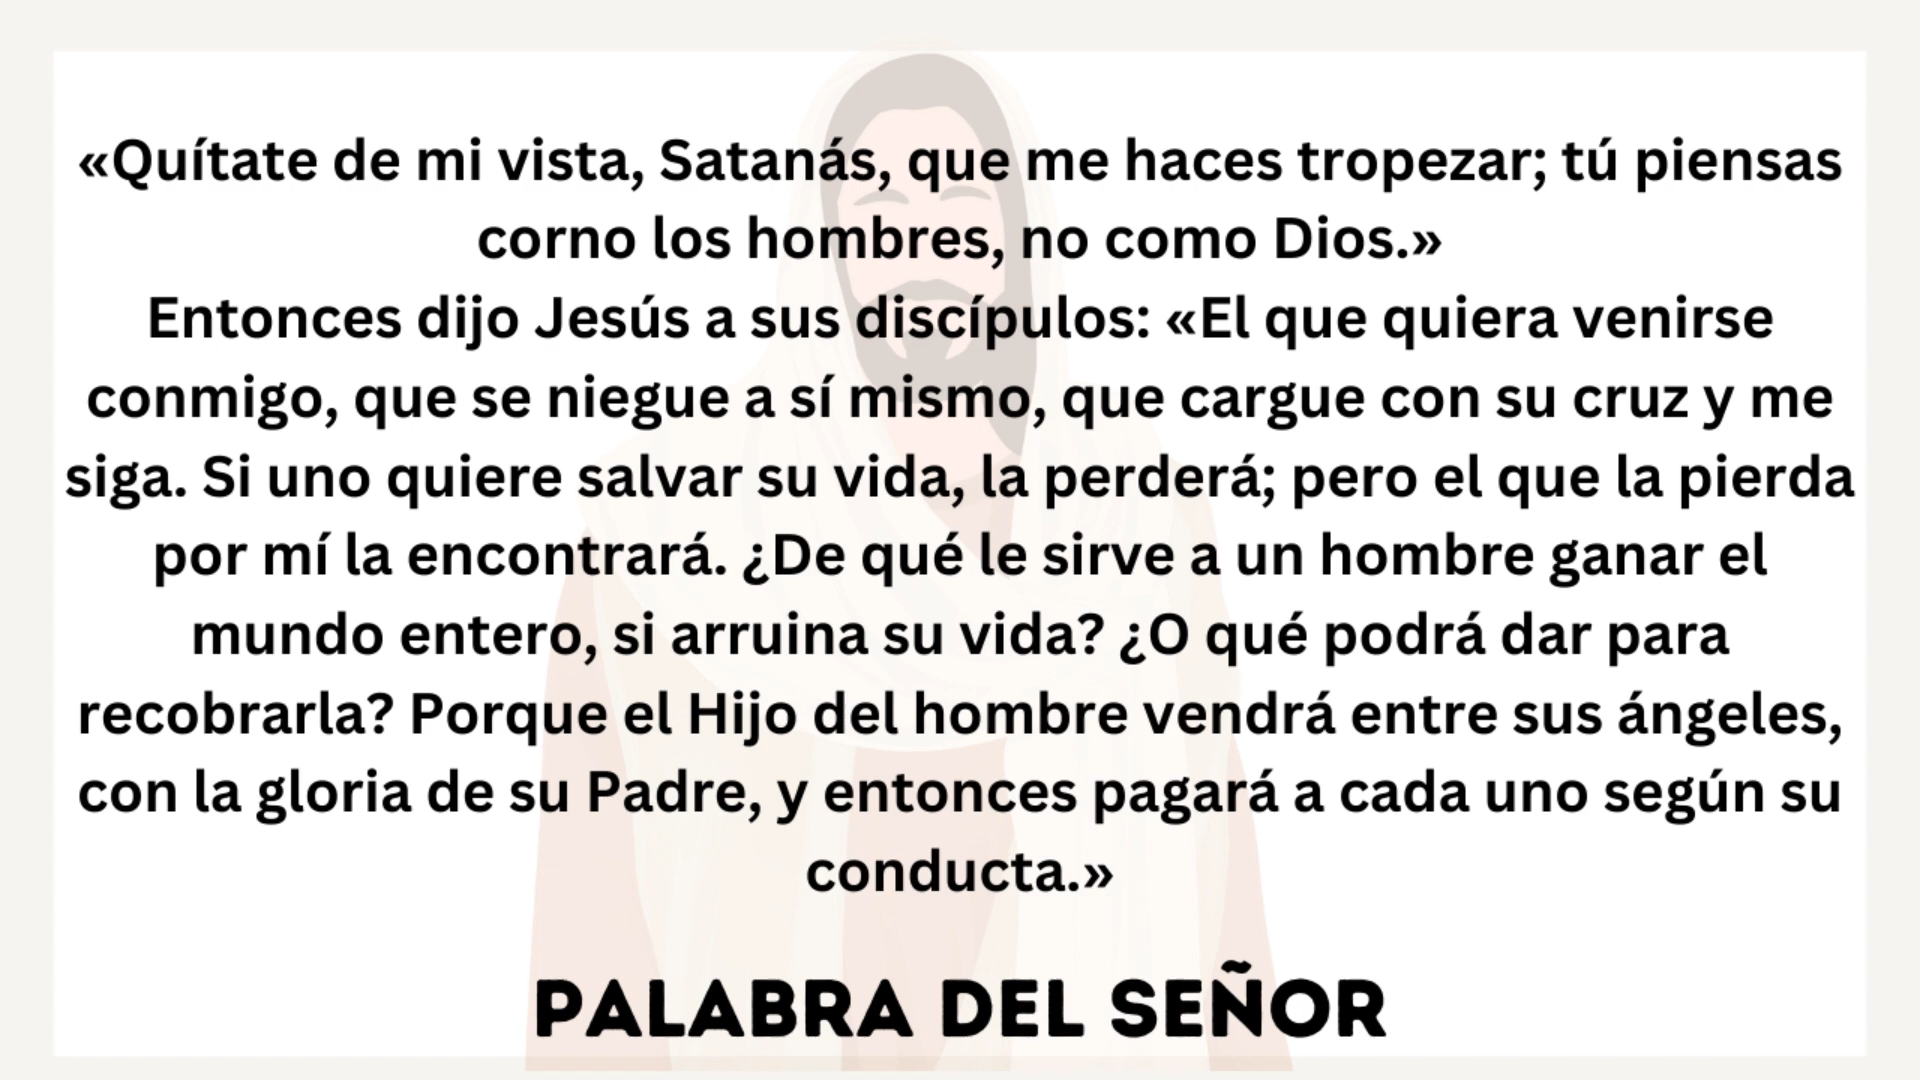 «Quítate de mi vista, Satanás, que me haces tropezar; tú piensas
corno los hombres, no como Dios.»
Entonces dijo Jesús a sus discípulos: «El que quiera venirse
conmigo, que se niegue a sí mismo, que cargue con su cruz y me
siga. Si uno quiere salvar su vida, la perderá; pero el que la pierda
por mí la encontrará. ¿De qué le sirve a un hombre ganar el
mundo entero, si arruina su vida? ¿O qué podrá dar para
recobrarla? Porque el Hijo del hombre vendrá entre sus ángeles,
con la gloria de su Padre, y entonces pagará a cada uno según su
conducta.»
PALABRA DEL SEÑOR